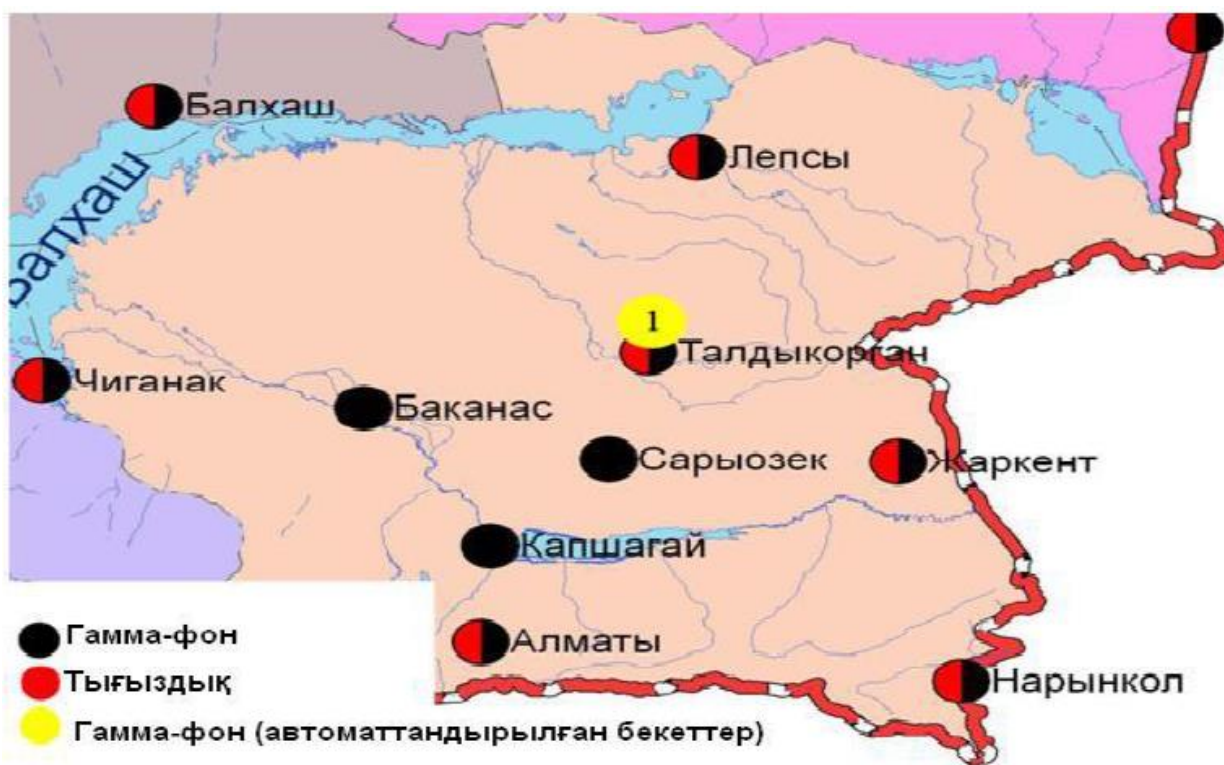 Балхаш
Лепсы
Балхаш
1
Талдыкорган
Чиганак
Баканас
Сарыозек
Жаркент
Капшагай
Алматы
Нарынкол
Гамма-фон
Тығыздық
Гамма-фон (автоматтандырылған бекеттер)